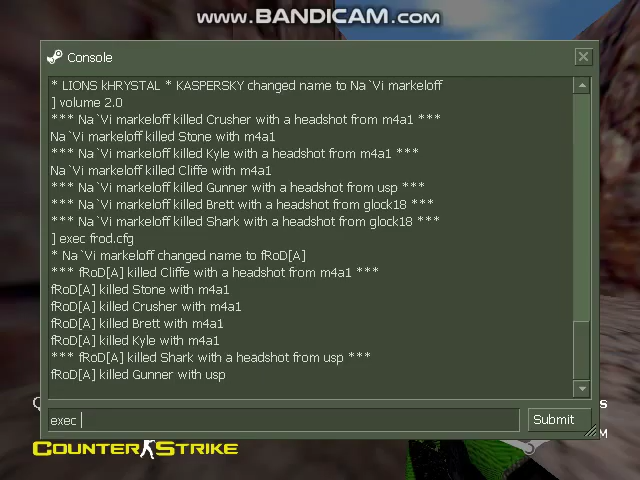 www.BANDICAM.com
Console
* LIONS kHRYSTAL * KASPERSKY changed name to Na`Vi markeloff
] volume 2.0
*** Na`Vi markeloff killed Crusher with a headshot from m4a1 ***
Na`Vi markeloff killed Stone with m4a1
*** Na`Vi markeloff killed Kyle with a headshot from m4a1 ***
Na`Vi markeloff killed Cliffe with m4a1
*** Na`Vi markeloff killed Gunner with a headshot from usp ***
*** Na`Vi markeloff killed Brett with a headshot from glock18 ***
*** Na`Vi markeloff killed Shark with a headshot from glock18 ***
] exec frod.cfg
* Na`Vi markeloff changed name to fRoD[A]
*** fRoD[A] killed Cliffe with a headshot from m4a1 ***
fRoD[A] killed Stone with m4a1
fRoD[A] killed Crusher with m4a1
fRoD[A] killed Brett with m4a1
fRoD[A] killed Kyle with m4a1
*** fRoD[A] killed Shark with a headshot from usp ***
fRoD[A] killed Gunner with usp
exec
Submit
COUNTER STRIKE